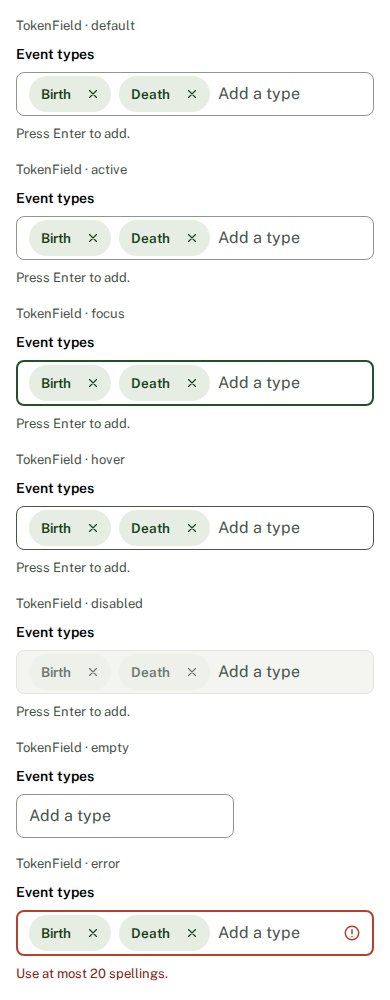 TokenField · default
Event types
Birth × Death × Add a type
Press Enter to add.
TokenField · active
Event types
Birth × Death × Add a type
Press Enter to add.
TokenField · focus
Event types
Birth × Death × Add a type
Press Enter to add.
TokenField · hover
Event types
Birth × Death × Add a type
Press Enter to add.
TokenField · disabled
Event types
Birth × Death × Add a type
Press Enter to add.
TokenField · empty
Event types
Add a type
TokenField · error
Event types
Birth × Death × Add a type
Use at most 20 spellings.